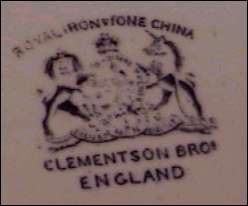 ROYAL IRONSTONE CHINA
CLEMENTSON BROS
ENGLAND